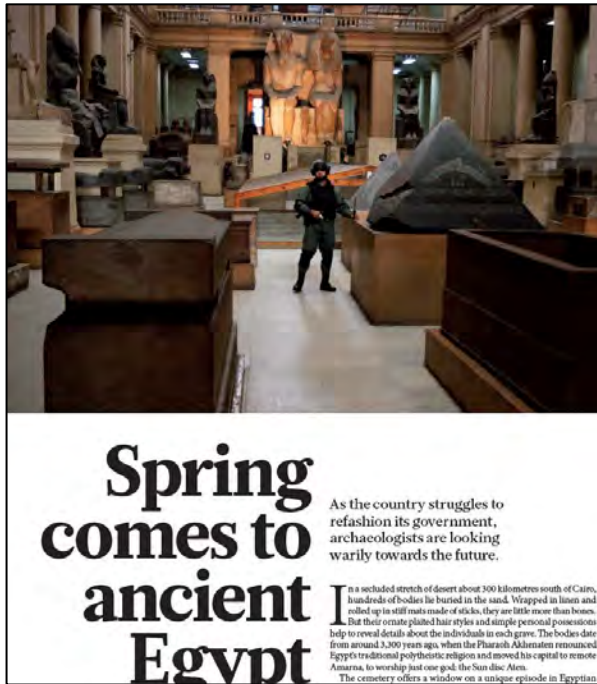 Spring
comes to
ancient
Egypt
As the country struggles to
refashion its government,
archaeologists are looking
warily towards the future.
In a secluded stretch of desert about 300 kilometres south of Cairo,
hundreds of bodies lie buried in the sand. Wrapped in linen and
rolled up in stiff mats made of sticks, they are little more than bones.
But their ornate plaited hair styles and simple personal possessions
help to reveal details about the individuals in each grave. The bodies date
from around 3,300 years ago, when the Pharaoh Akhenaten renounced
Egypt's traditional polytheistic religion and moved his capital to remote
Amarna, to worship just one god: the Sun disc Aten.
The cemetery offers a window on a unique episode in Egyptian